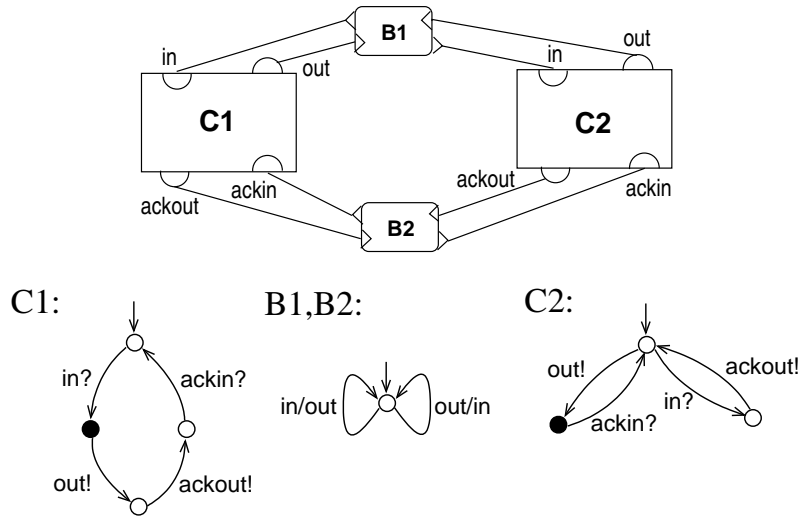 B1
in
out
out
in
C1
C2
ackout
ackin
ackout
ackin
B2
C1:
B1,B2:
C2:
in?
ackin?
out!
ackout!
in/out
out/in
out!
ackout!
in?
ackin?